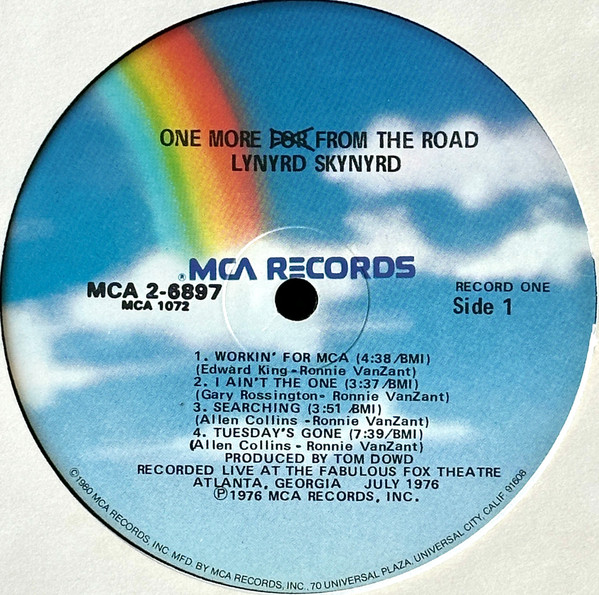 ONE MORE FOR FROM THE ROAD
LYNYRD SKYNYRD
®MCA RECORDS
MCA 2-6897
MCA 1072
RECORD ONE
Side 1
1. WORKIN' FOR MCA (4:38/BMI)
(Edward King - Ronnie VanZant)
2. I AIN'T THE ONE (3:37/BMI)
(Gary Rossington- Ronnie VanZant)
3. SEARCHING (3:51 /BMI)
(Allen Collins -Ronnie VanZant)
4. TUESDAY'S GONE (7:39/BMI)
(Allen Collins - Ronnie VanZant)
PRODUCED BY TOM DOWD
RECORDED LIVE AT THE FABULOUS FOX THEATRE
ATLANTA, GEORGIA JULY 1976
℗1976 MCA RECORDS, INC.
©1980 MCA RECORDS, INC. MFD. BY MCA RECORDS, INC., 70 UNIVERSAL PLAZA, UNIVERSAL CITY, CALIF. 91608